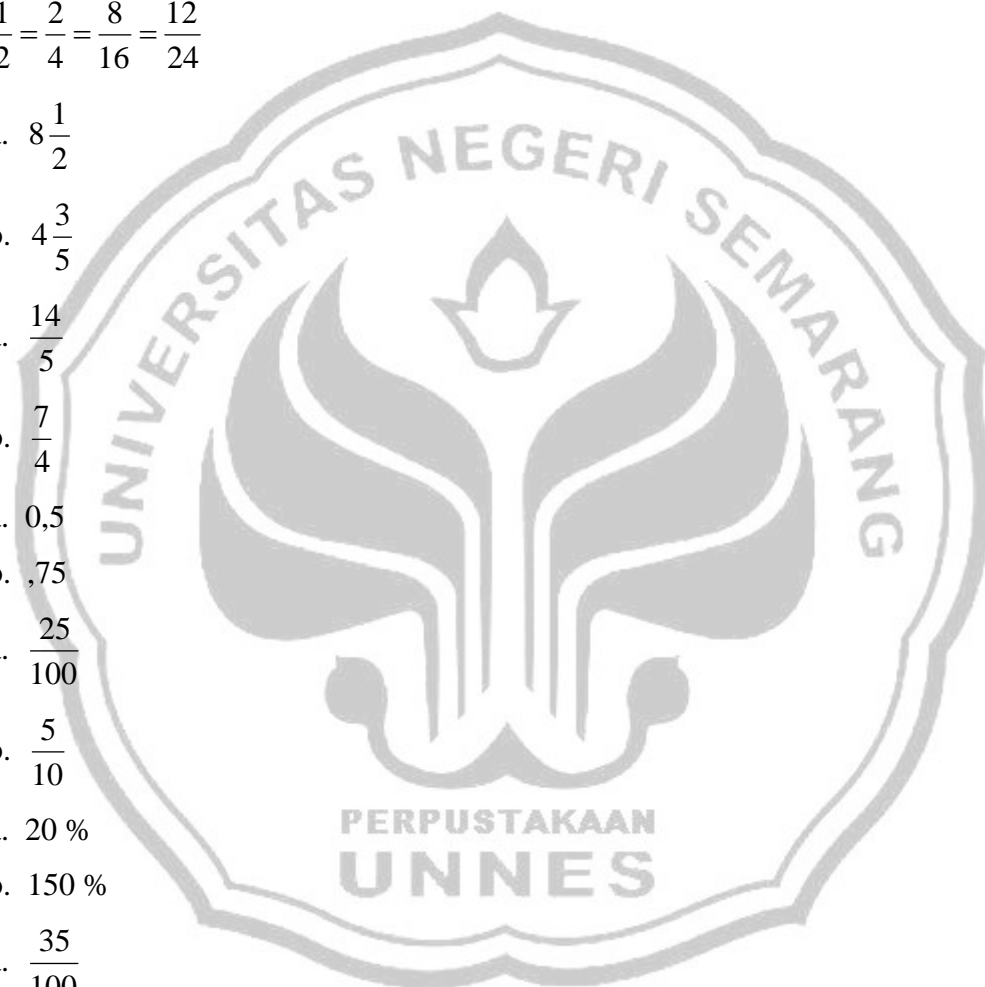 1/2 = 2/4 = 8/16 = 12/24
. 8 1/2
. 4 3/5
. 14/5
. 7/4
. 0,5
. ,75
. 25/100
. 5/10
. 20 %
. 150 %
. 35/100
UNIVERSITAS NEGERI SEMARANG
PERPUSTAKAAN
UNNES